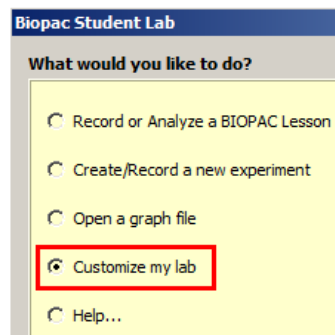 Biopac Student Lab
What would you like to do?
Record or Analyze a BIOPAC Lesson
Create/Record a new experiment
Open a graph file
Customize my lab
Help...